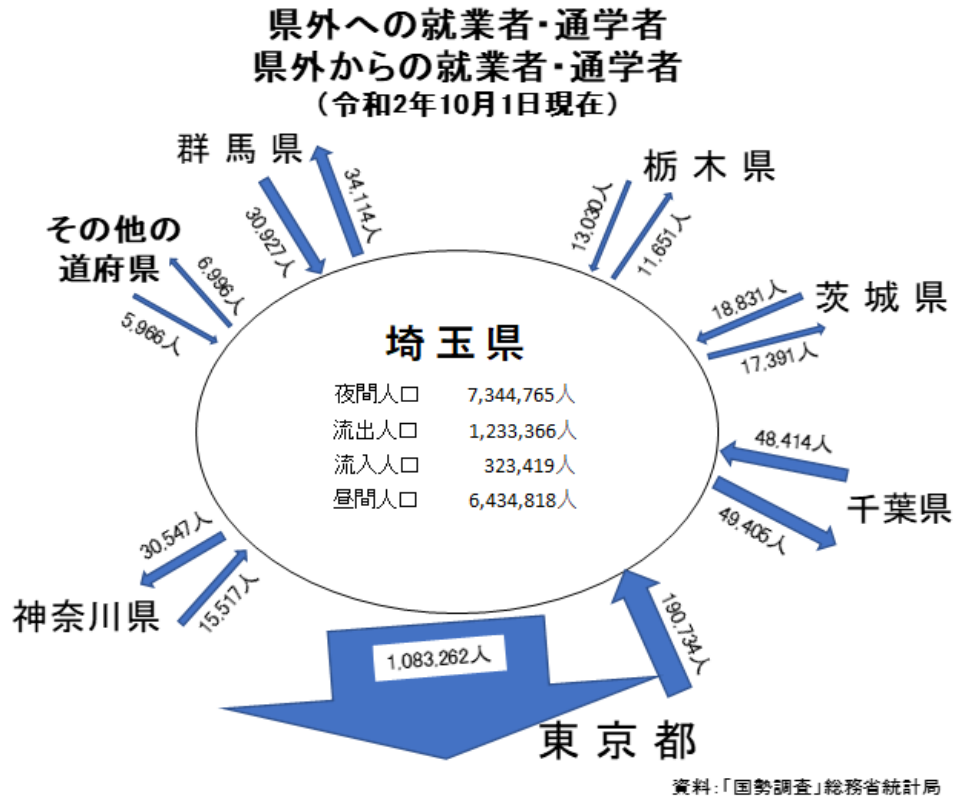 県外への就業者・通学者
県外からの就業者・通学者
（令和2年10月1日現在）
群馬県
34,114人
30,927人
栃木県
13,030人
11,651人
その他の
道府県
6,996人
5,966人
茨城県
18,831人
17,391人
埼玉県
夜間人口 7,344,765人
流出人口 1,233,366人
流入人口 323,419人
昼間人口 6,434,818人
千葉県
48,414人
49,405人
神奈川県
30,547人
15,517人
1,083,262人
190,734人
東京都
資料：「国勢調査」総務省統計局